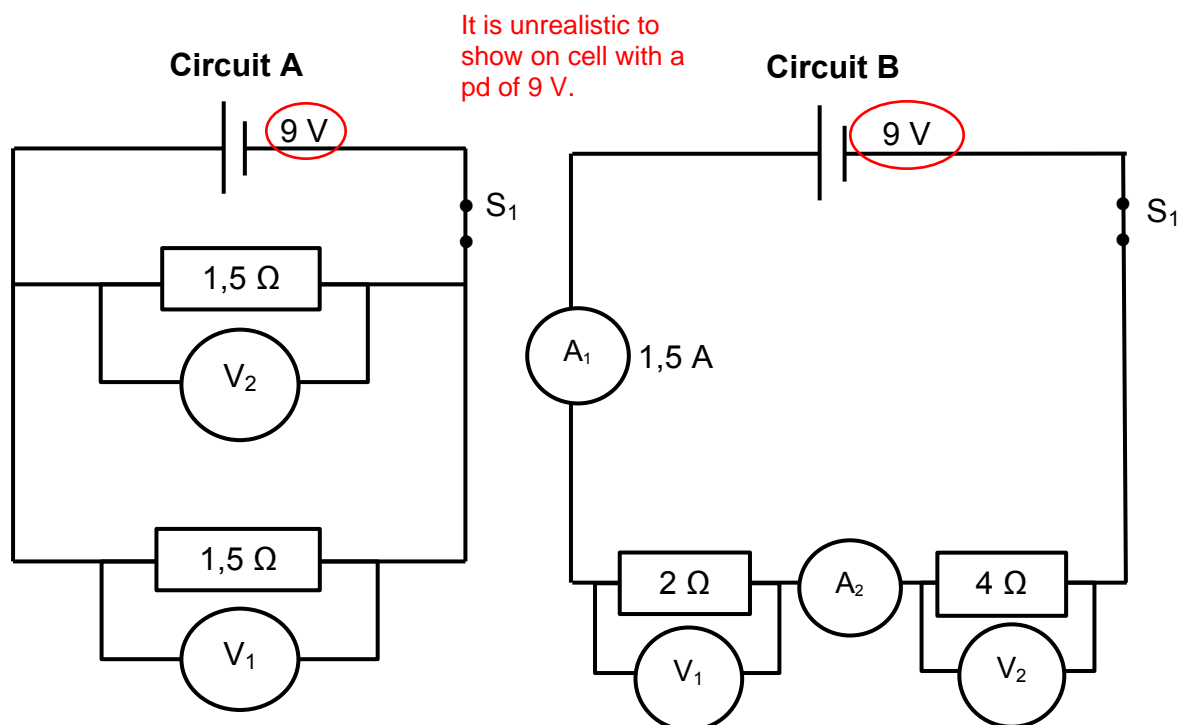 It is unrealistic to
show on cell with a
pd of 9 V.
Circuit A
9 V
S₁
1,5 Ω
V₂
1,5 Ω
V₁
Circuit B
9 V
S₁
A₁
1,5 A
2 Ω
A₂
4 Ω
V₁
V₂